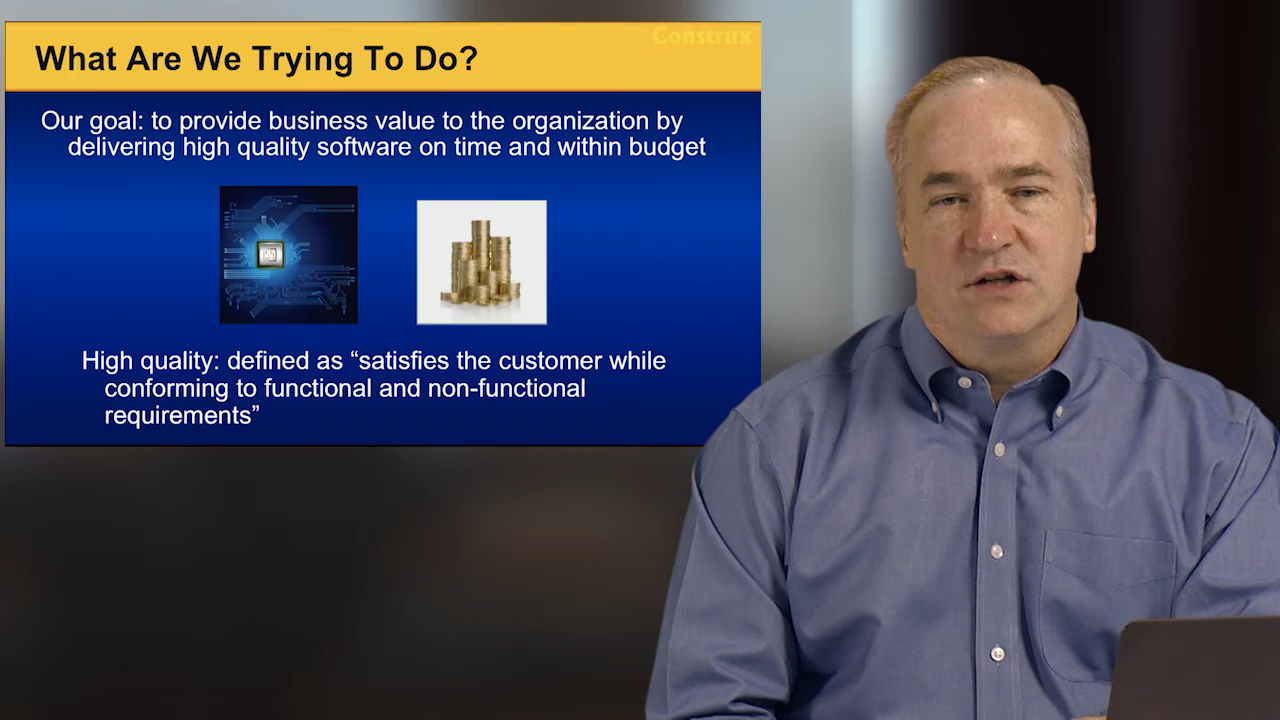 Construx
What Are We Trying To Do?
Our goal: to provide business value to the organization by
delivering high quality software on time and within budget
High quality: defined as “satisfies the customer while
conforming to functional and non-functional
requirements”